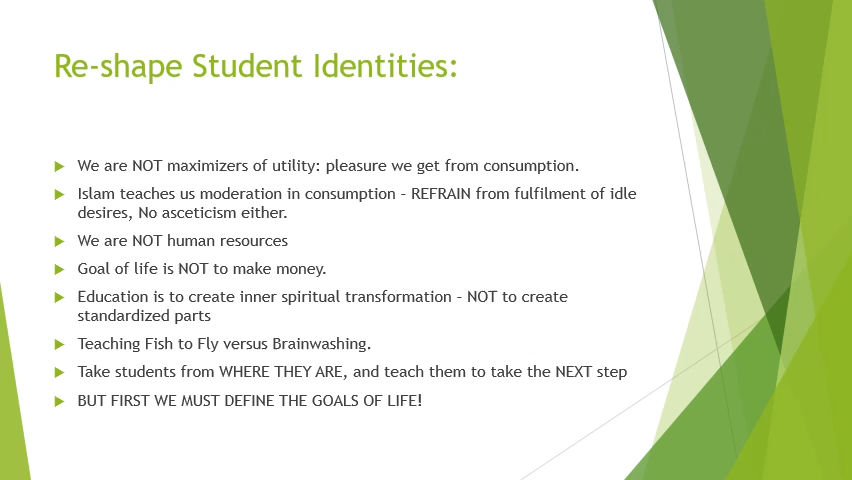 Re-shape Student Identities:
We are NOT maximizers of utility: pleasure we get from consumption.
Islam teaches us moderation in consumption – REFRAIN from fulfilment of idle
desires, No asceticism either.
We are NOT human resources
Goal of life is NOT to make money.
Education is to create inner spiritual transformation – NOT to create
standardized parts
Teaching Fish to Fly versus Brainwashing.
Take students from WHERE THEY ARE, and teach them to take the NEXT step
BUT FIRST WE MUST DEFINE THE GOALS OF LIFE!